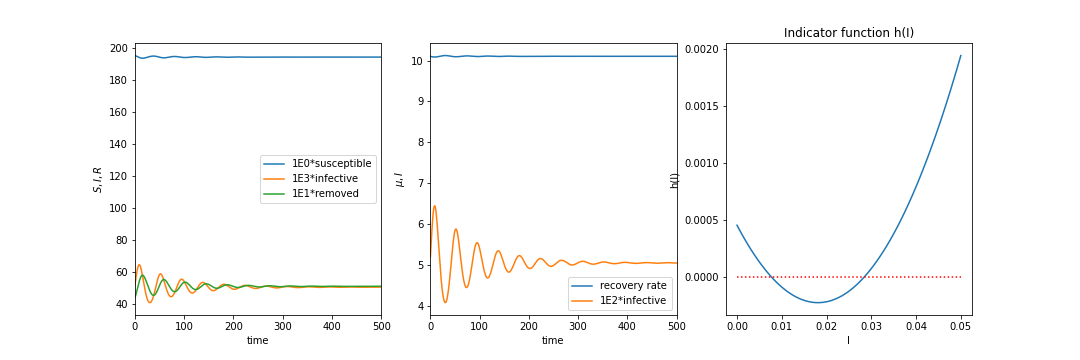 200
180
160
140
120
100
80
60
40
S, I, R
0 100 200 300 400 500
time
1E0*susceptible
1E3*infective
1E1*removed
10
9
8
7
6
5
4
μ, I
0 100 200 300 400 500
time
recovery rate
1E2*infective
Indicator function h(I)
0.0020
0.0015
0.0010
0.0005
0.0000
h(I)
0.00 0.01 0.02 0.03 0.04 0.05
I